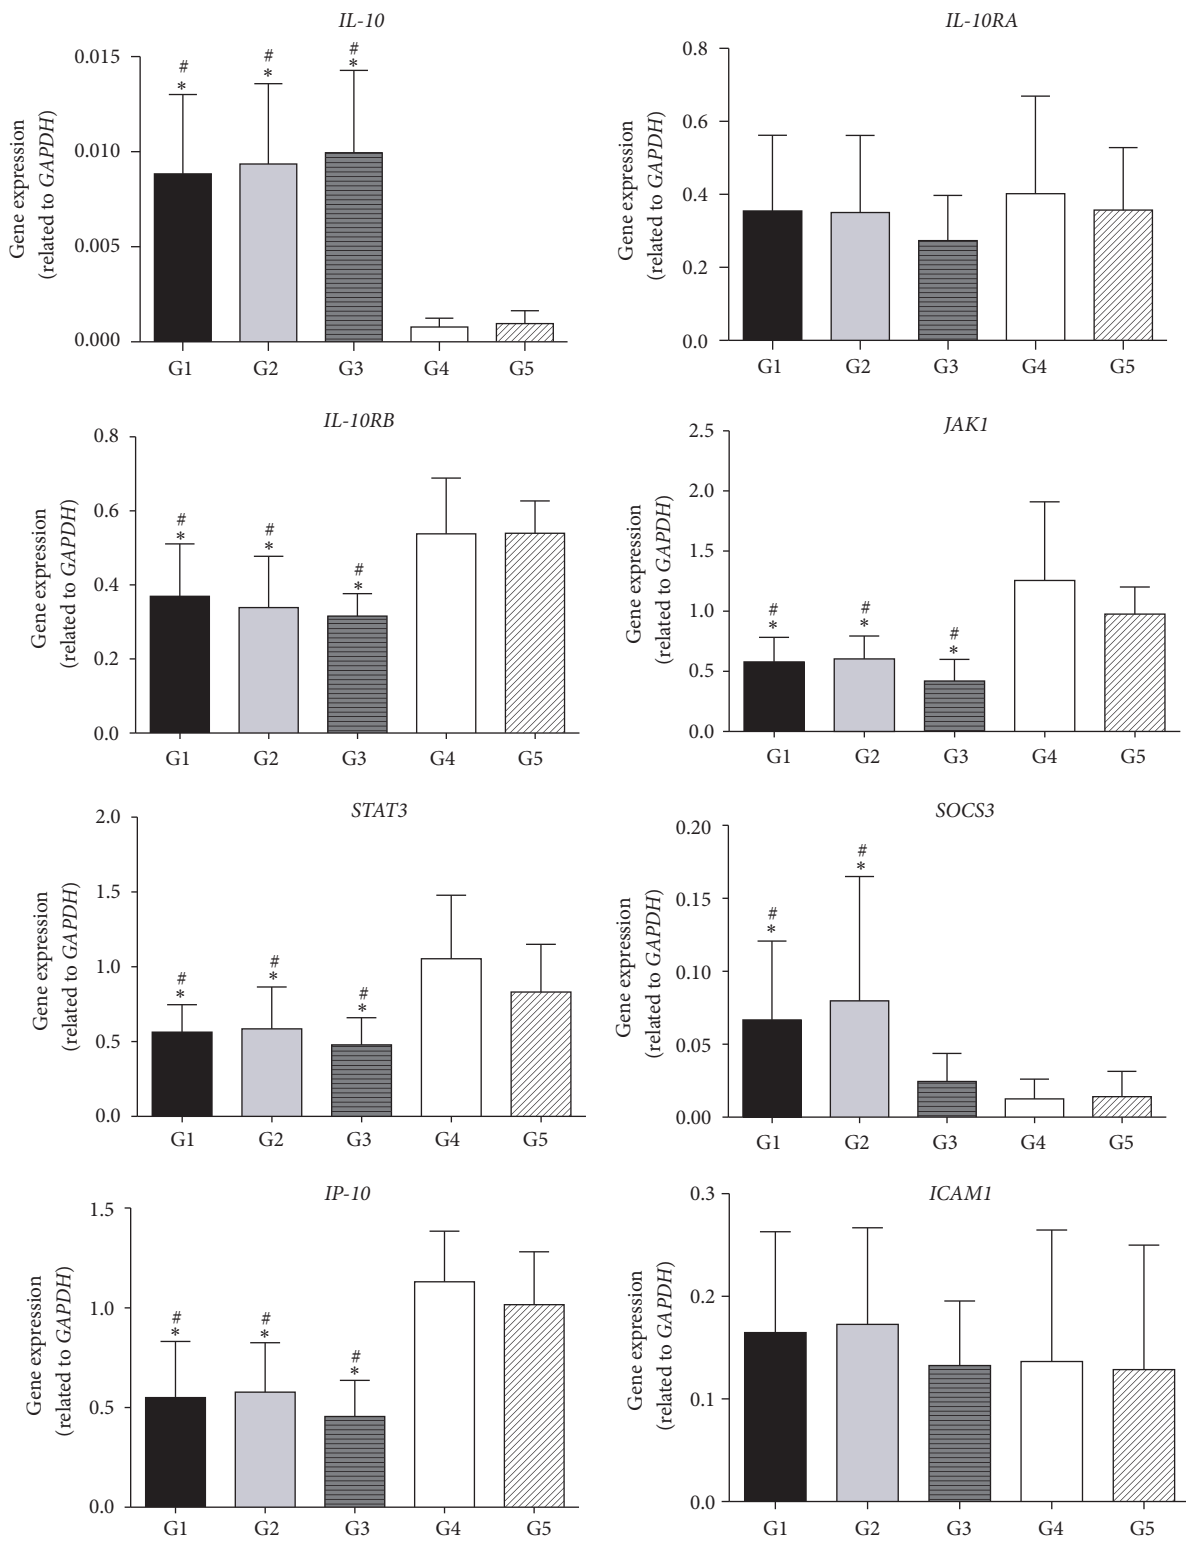 IL-10
Gene expression
(related to GAPDH)
0.015
0.010
0.005
0.000
#
*
#
*
#
*
G1 G2 G3 G4 G5
IL-10RA
Gene expression
(related to GAPDH)
0.8
0.6
0.4
0.2
0.0
G1 G2 G3 G4 G5
IL-10RB
Gene expression
(related to GAPDH)
0.8
0.6
0.4
0.2
0.0
#
*
#
*
#
*
G1 G2 G3 G4 G5
JAK1
Gene expression
(related to GAPDH)
2.5
2.0
1.5
1.0
0.5
0.0
#
*
#
*
#
*
G1 G2 G3 G4 G5
STAT3
Gene expression
(related to GAPDH)
2.0
1.5
1.0
0.5
0.0
#
*
#
*
#
*
G1 G2 G3 G4 G5
SOCS3
Gene expression
(related to GAPDH)
0.20
0.15
0.10
0.05
0.00
#
*
#
*
G1 G2 G3 G4 G5
IP-10
Gene expression
(related to GAPDH)
1.5
1.0
0.5
0.0
#
*
#
*
#
*
G1 G2 G3 G4 G5
ICAM1
Gene expression
(related to GAPDH)
0.3
0.2
0.1
0.0
G1 G2 G3 G4 G5